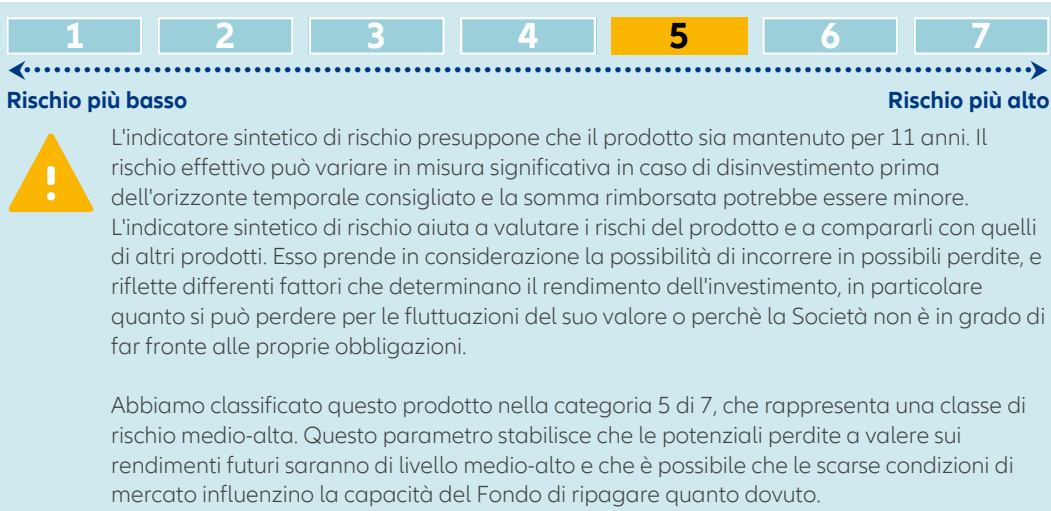 1 2 3 4 5 6 7
Rischio più basso Rischio più alto
L'indicatore sintetico di rischio presuppone che il prodotto sia mantenuto per 11 anni. Il
rischio effettivo può variare in misura significativa in caso di disinvestimento prima
dell'orizzonte temporale consigliato e la somma rimborsata potrebbe essere minore.
L'indicatore sintetico di rischio aiuta a valutare i rischi del prodotto e a compararli con quelli
di altri prodotti. Esso prende in considerazione la possibilità di incorrere in possibili perdite, e
riflette differenti fattori che determinano il rendimento dell'investimento, in particolare
quanto si può perdere per le fluttuazioni del suo valore o perchè la Società non è in grado di
far fronte alle proprie obbligazioni.
Abbiamo classificato questo prodotto nella categoria 5 di 7, che rappresenta una classe di
rischio medio-alta. Questo parametro stabilisce che le potenziali perdite a valere sui
rendimenti futuri saranno di livello medio-alto e che è possibile che le scarse condizioni di
mercato influenzino la capacità del Fondo di ripagare quanto dovuto.